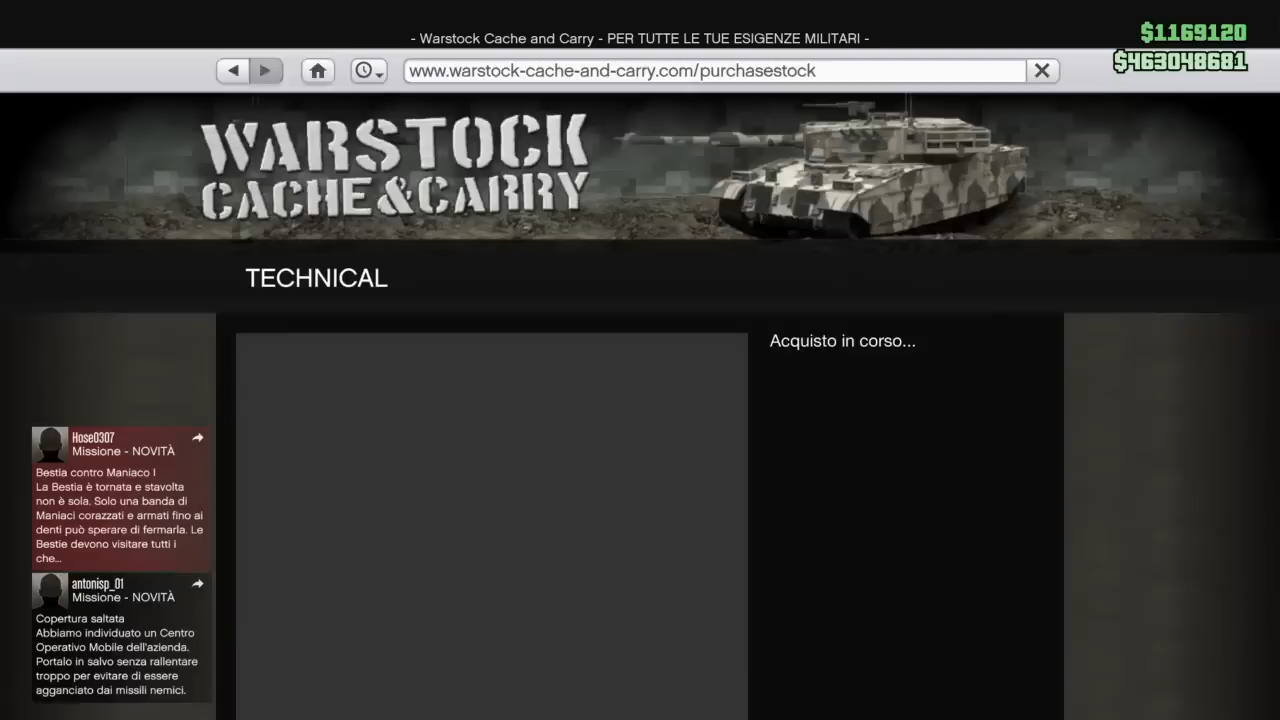 - Warstock Cache and Carry - PER TUTTE LE TUE ESIGENZE MILITARI -
$1169120
$463048681
www.warstock-cache-and-carry.com/purchasestock
WARSTOCK
CACHE&CARRY
TECHNICAL
Acquisto in corso...
Hose0307
Missione - NOVITÀ
Bestia contro Maniaco I
La Bestia è tornata e stavolta
non è sola. Solo una banda di
Maniaci corazzati e armati fino ai
denti può sperare di fermarla. Le
Bestie devono visitare tutti i
che...
antonisp_01
Missione - NOVITÀ
Copertura saltata
Abbiamo individuato un Centro
Operativo Mobile dell'azienda.
Portalo in salvo senza rallentare
troppo per evitare di essere
agganciato dai missili nemici.